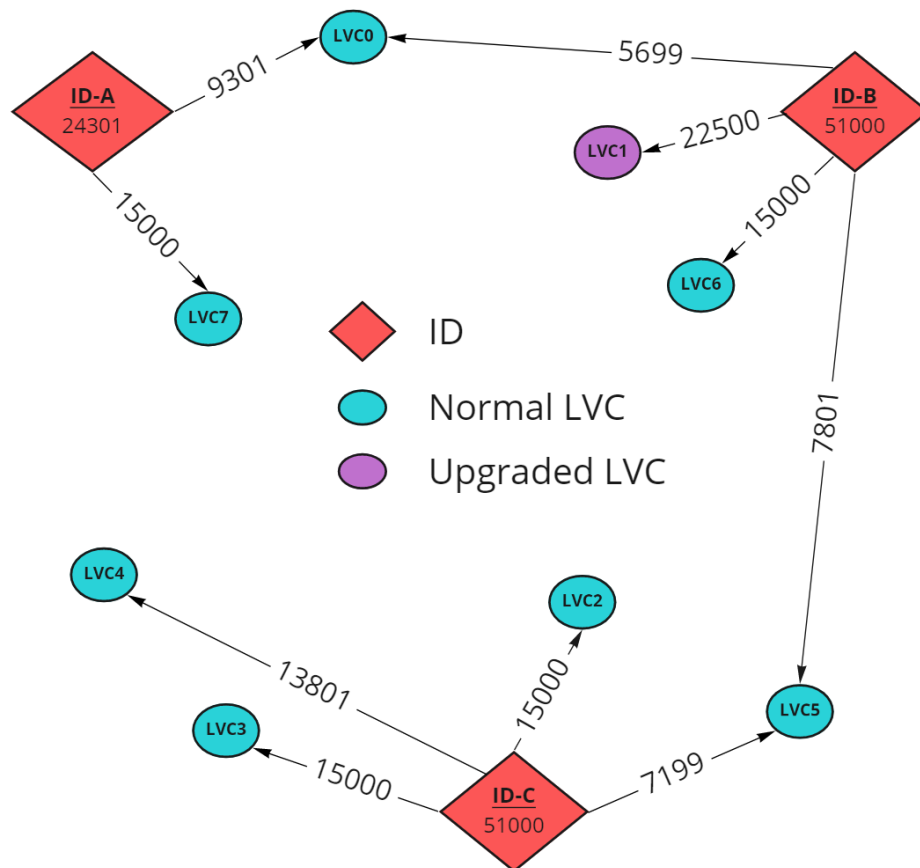 LVC0
5699
9301
ID-A
24301
ID-B
51000
22500
LVC1
15000
15000
LVC6
LVC7
ID
7801
Normal LVC
Upgraded LVC
LVC4
LVC2
13801
15000
LVC5
LVC3
7199
15000
ID-C
51000